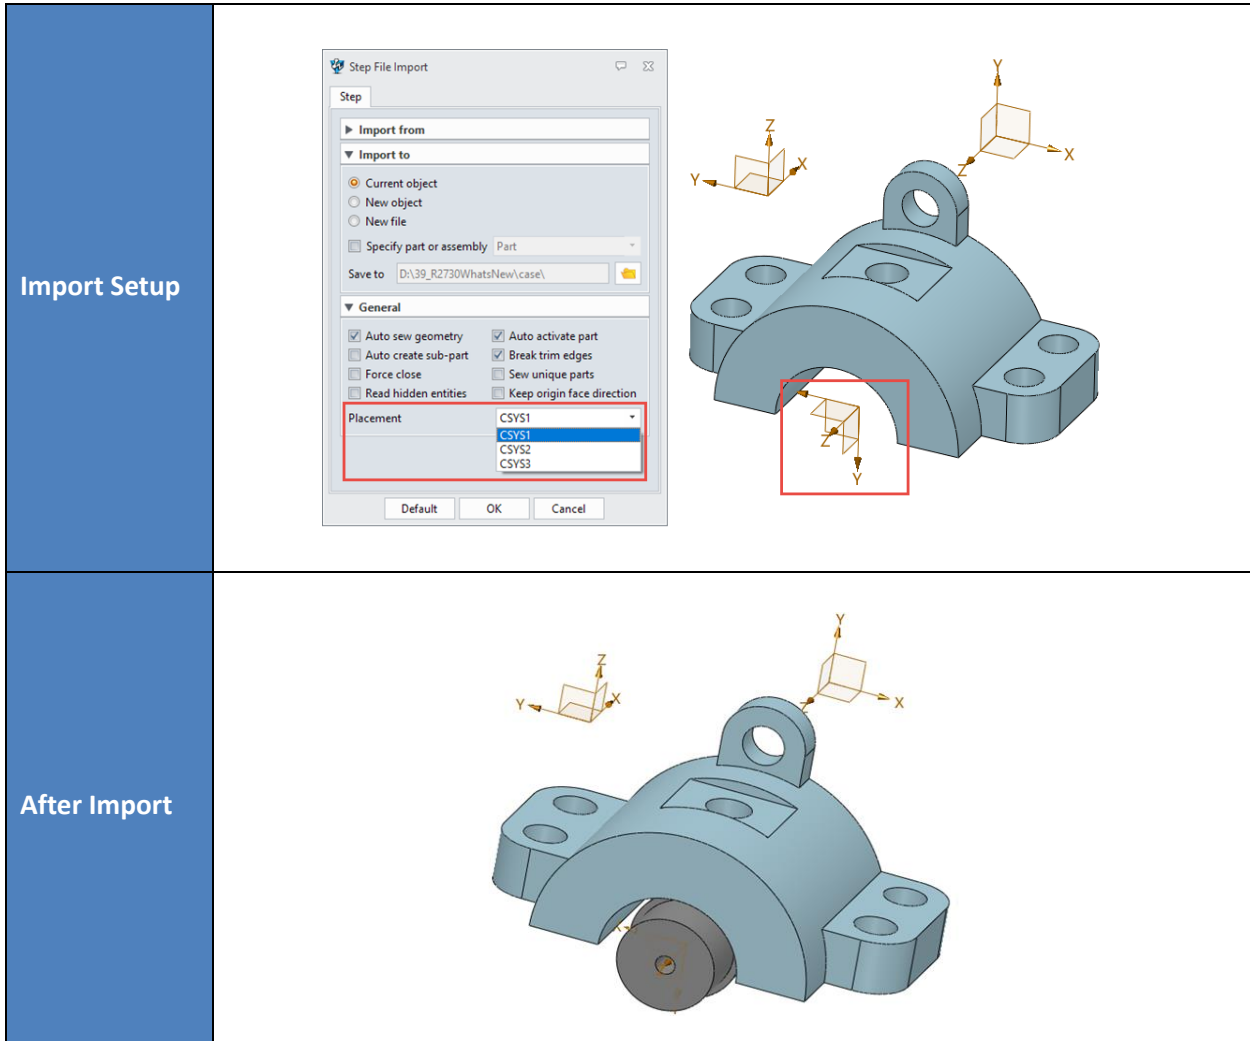 Import Setup
Step File Import
Step
Import from
Import to
Current object
New object
New file
Specify part or assembly Part
Save to D:\39_R2730WhatsNew\case\
General
Auto sew geometry Auto activate part
Auto create sub-part Break trim edges
Force close Sew unique parts
Read hidden entities Keep origin face direction
Placement CSYS1
CSYS1
CSYS2
CSYS3
Default OK Cancel
Y
X
Z
Z
X
Y
Z
Y
After Import
Y
X
Z
Z
X
Y
X
Y